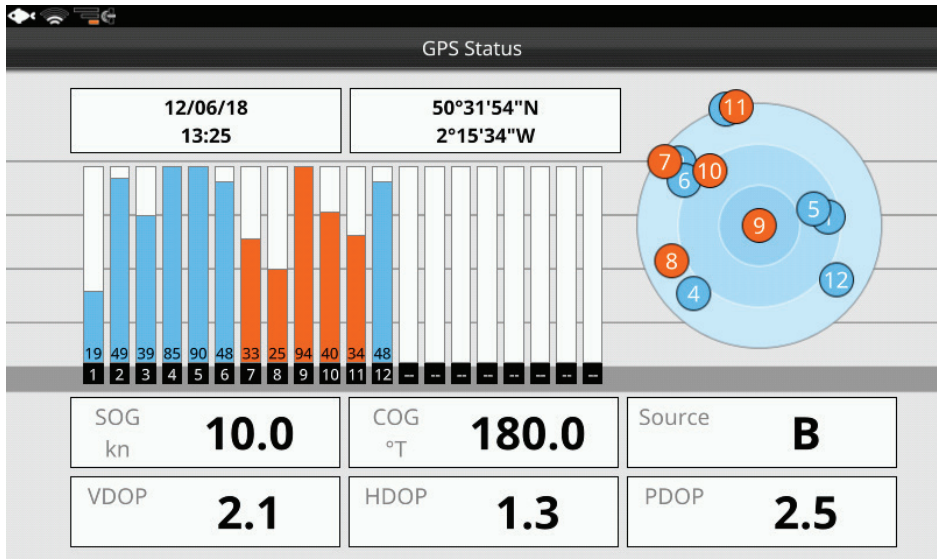 GPS Status
12/06/18
13:25
50°31'54"N
2°15'34"W
11
7
6
10
5
9
8
12
4
19 49 39 85 90 48 33 25 94 40 34 48
1 2 3 4 5 6 7 8 9 10 11 12 -- -- -- -- -- -- -- --
SOG
kn
10.0
COG
°T
180.0
Source
B
VDOP
2.1
HDOP
1.3
PDOP
2.5